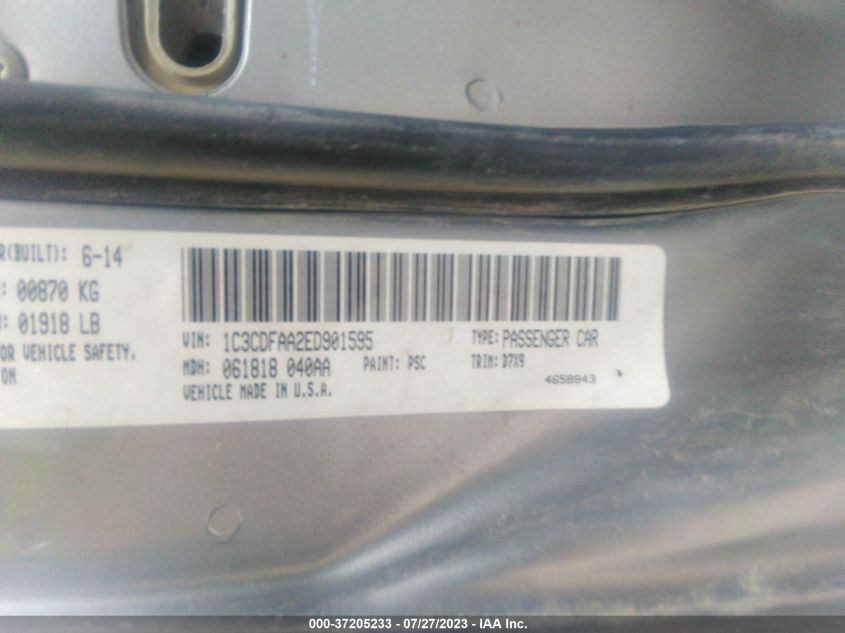 R(BUILT): 6-14
: 00870 KG
: 01918 LB
OR VEHICLE SAFETY,
ON
VIN: 1C3CDFAA2ED901595 TYPE: PASSENGER CAR
MDH: 061818 040AA PAINT: PSC TRIM: D7X9
VEHICLE MADE IN U.S.A. 4658843
000-37205233 - 07/27/2023 - IAA Inc.